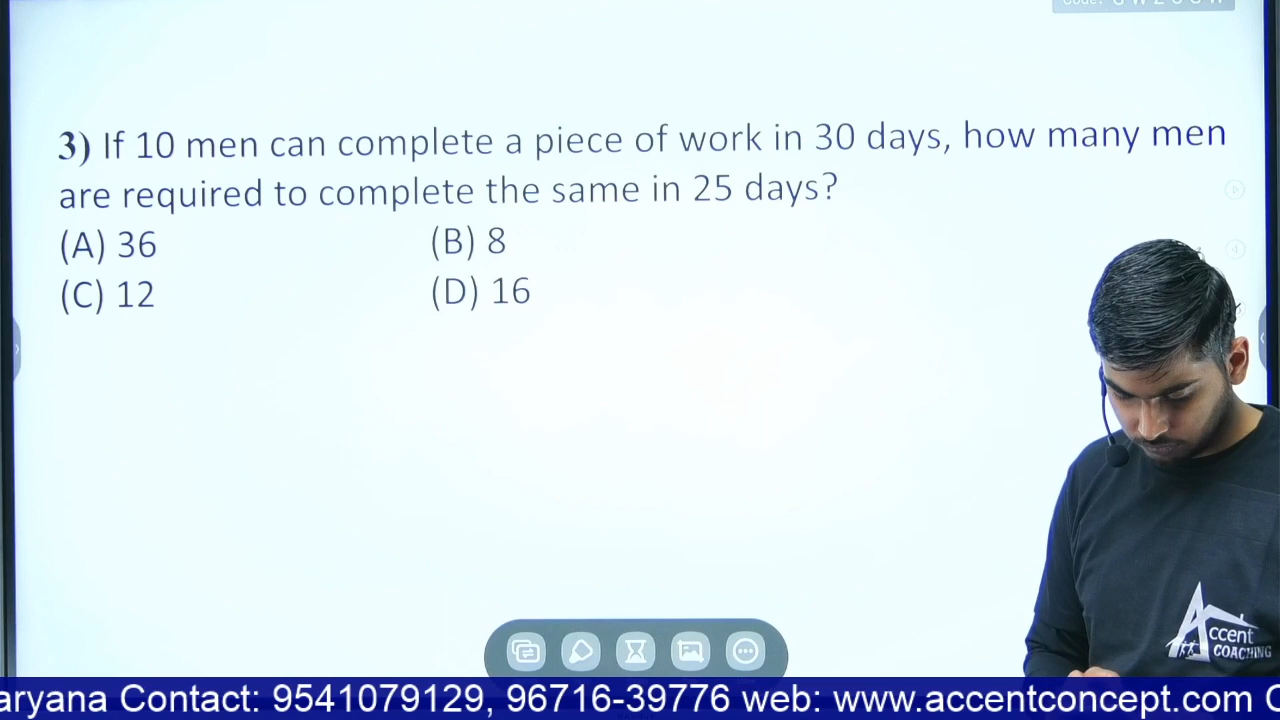 3) If 10 men can complete a piece of work in 30 days, how many men
are required to complete the same in 25 days?
(A) 36 (B) 8
(C) 12 (D) 16
Accent
COACHING
aryana Contact: 9541079129, 96716-39776 web: www.accentconcept.com C